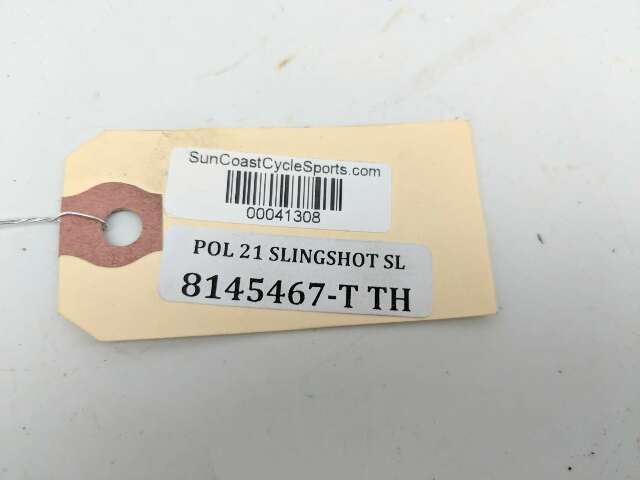 SunCoastCycleSports.com
00041308
POL 21 SLINGSHOT SL
8145467-T TH